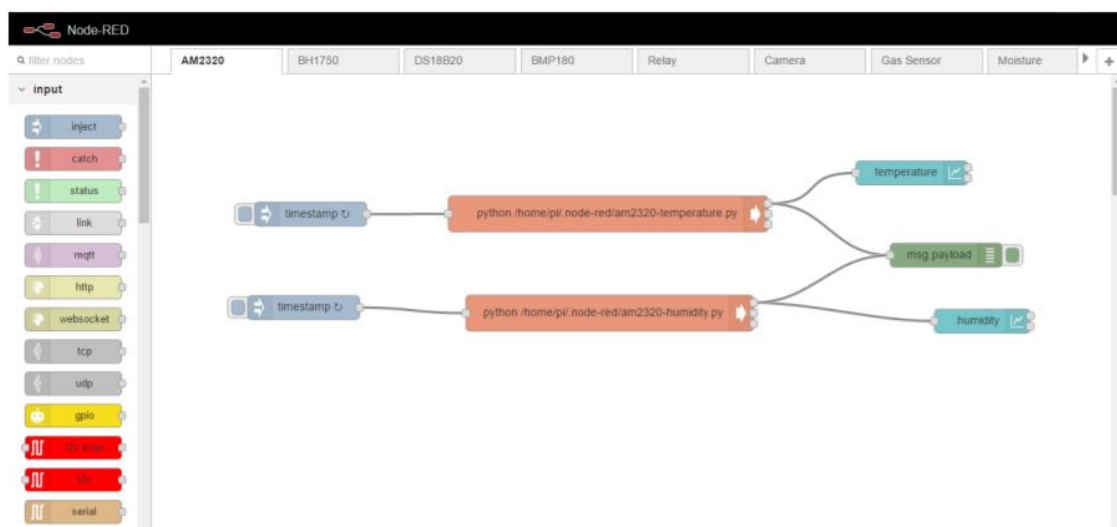 Node-RED
filter nodes
AM2320 BH1750 DS18B20 BMP180 Relay Camera Gas Sensor Moisture
input
inject
catch
status
link
mqtt
http
websocket
tcp
udp
gpio
serial
temperature
timestamp ↻ python /home/pi/.node-red/am2320-temperature.py
msg.payload
timestamp ↻ python /home/pi/.node-red/am2320-humidity.py
humidity